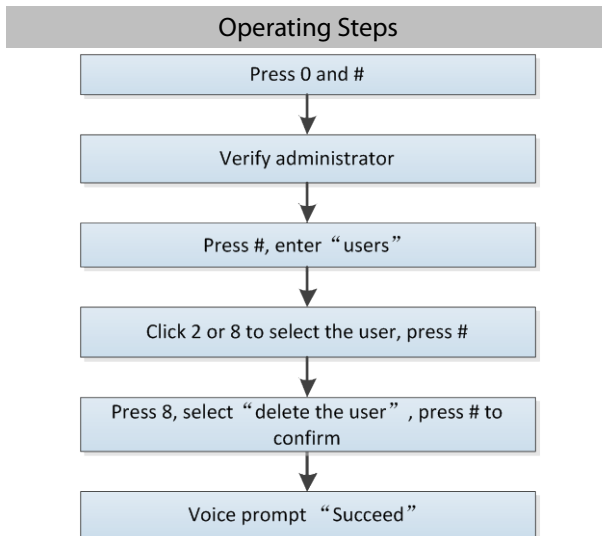 Operating Steps
Press 0 and #
Verify administrator
Press #, enter “users”
Click 2 or 8 to select the user, press #
Press 8, select “delete the user” , press # to
confirm
Voice prompt “Succeed”